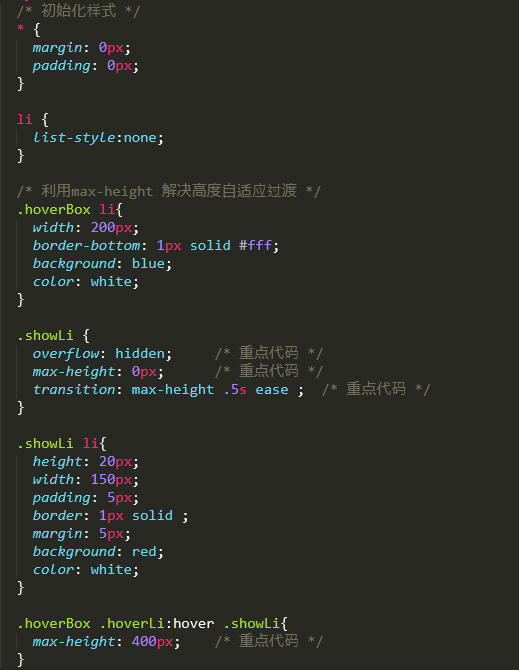 /* 初始化样式 */
* {
  margin: 0px;
  padding: 0px;
}

li {
  list-style:none;
}

/* 利用max-height 解决高度自适应过渡 */
.hoverBox li{
  width: 200px;
  border-bottom: 1px solid #fff;
  background: blue;
  color: white;
}

.showLi {
  overflow: hidden;     /* 重点代码 */
  max-height: 0px;      /* 重点代码 */
  transition: max-height .5s ease ;  /* 重点代码 */
}

.showLi li{
  height: 20px;
  width: 150px;
  padding: 5px;
  border: 1px solid ;
  margin: 5px;
  background: red;
  color: white;
}

.hoverBox .hoverLi:hover .showLi{
  max-height: 400px;    /* 重点代码 */
}